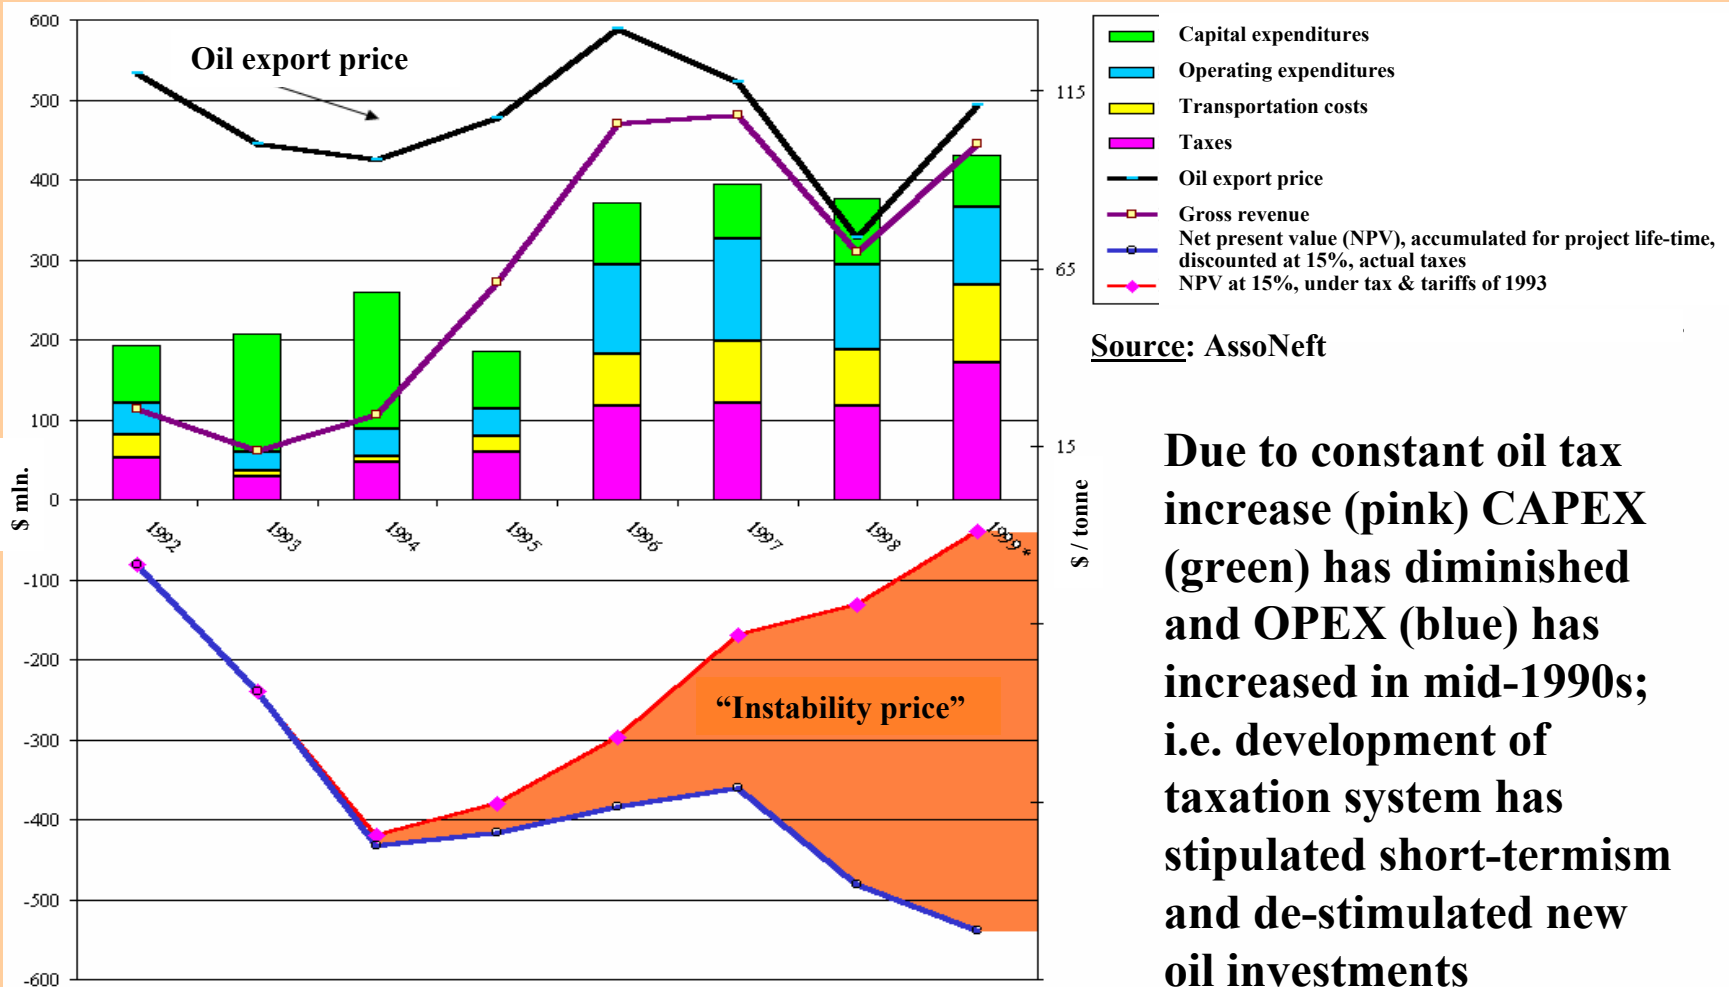 600
500
400
300
200
100
0
-100
-200
-300
-400
-500
-600
$ mln.
Oil export price
1992
1993
1994
1995
1996
1997
1998
1999*
"Instability price"
115
65
15
$ / tonne
Capital expenditures
Operating expenditures
Transportation costs
Taxes
Oil export price
Gross revenue
Net present value (NPV), accumulated for project life-time,
discounted at 15%, actual taxes
NPV at 15%, under tax & tariffs of 1993
Source: AssoNeft
Due to constant oil tax
increase (pink) CAPEX
(green) has diminished
and OPEX (blue) has
increased in mid-1990s;
i.e. development of
taxation system has
stipulated short-termism
and de-stimulated new
oil investments